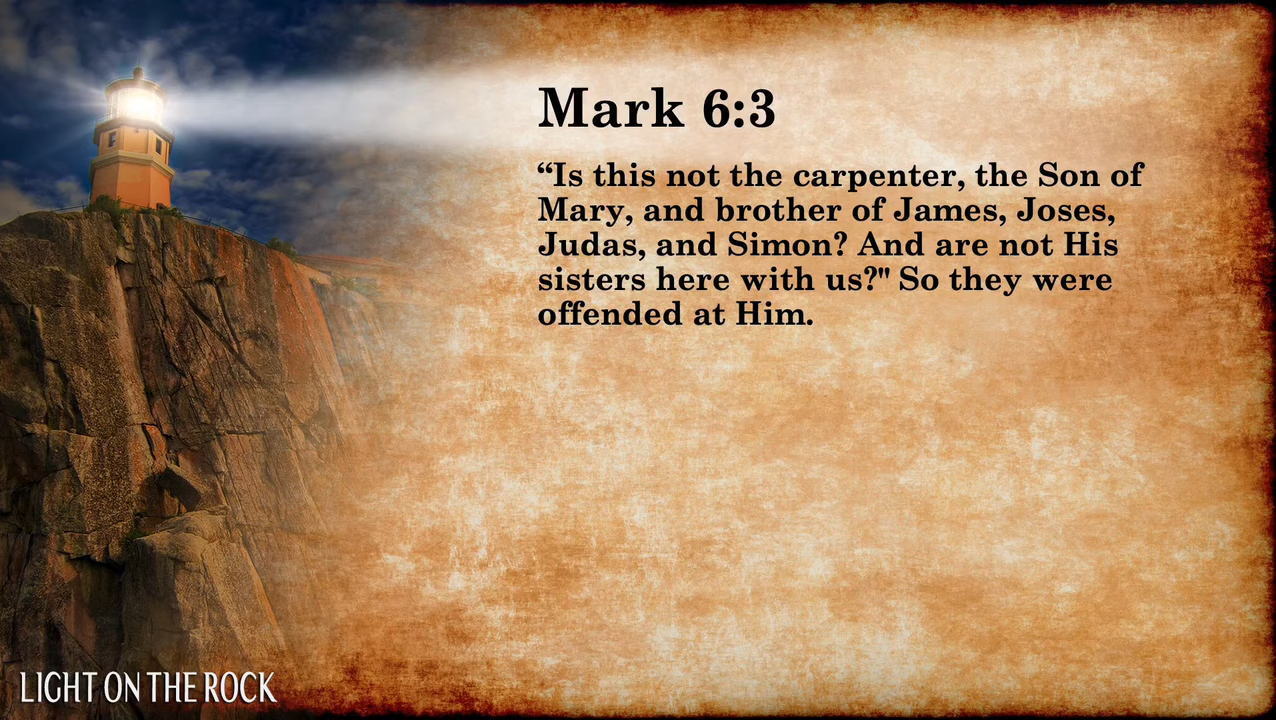 Mark 6:3
“Is this not the carpenter, the Son of
Mary, and brother of James, Joses,
Judas, and Simon? And are not His
sisters here with us?" So they were
offended at Him.
LIGHT ON THE ROCK